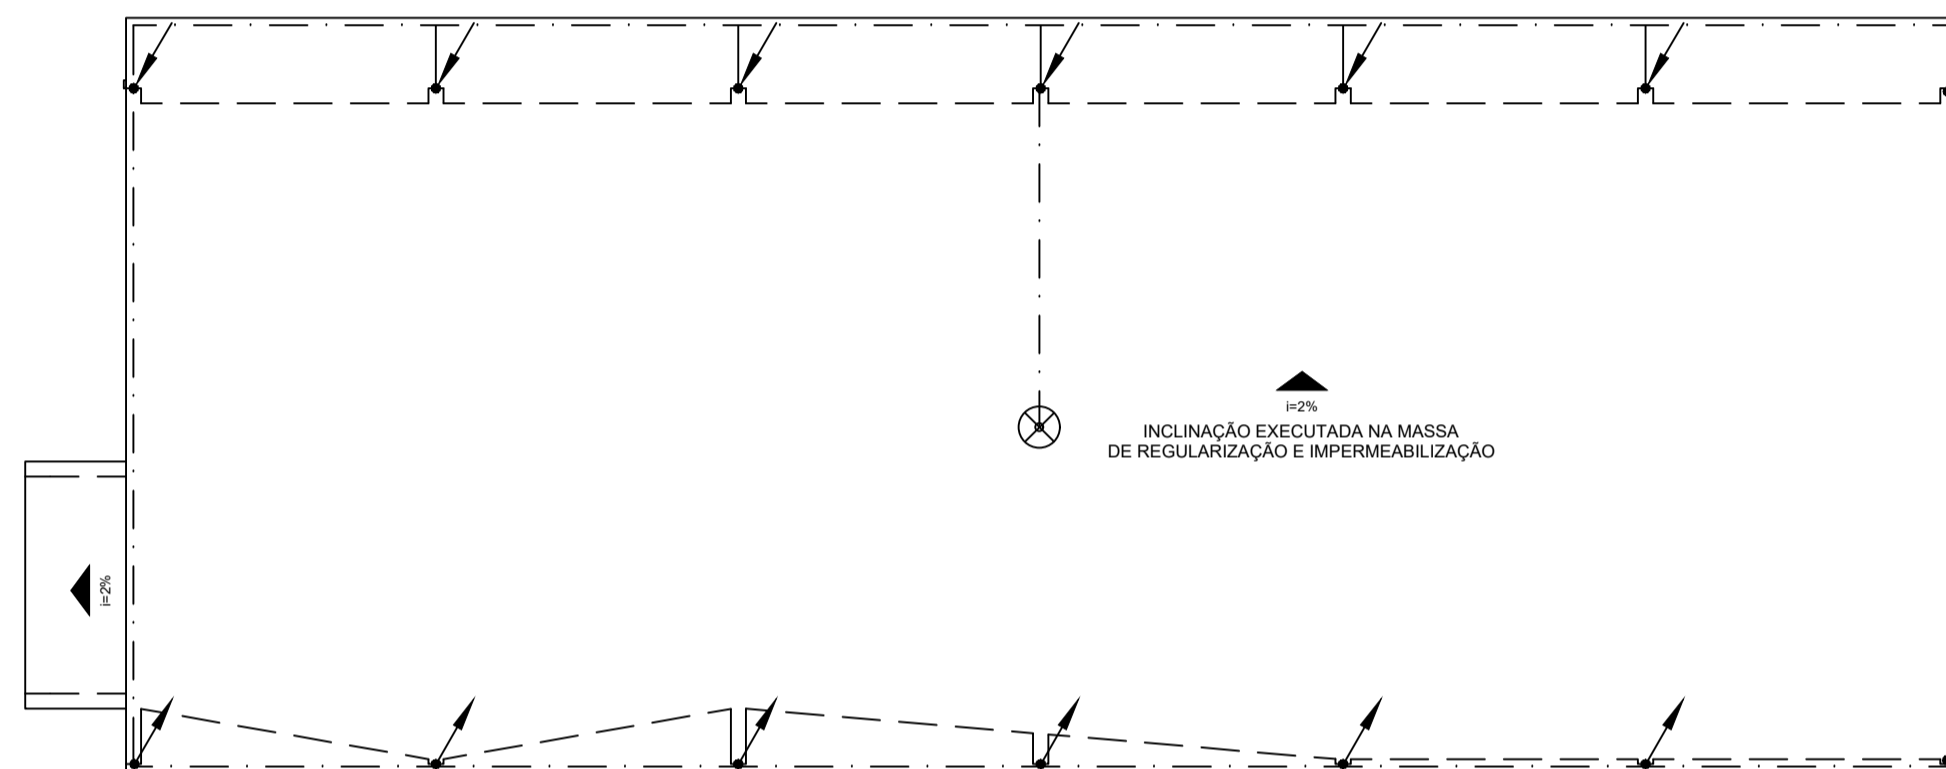 i=2%
INCLINAÇÃO EXECUTADA NA MASSA
DE REGULARIZAÇÃO E IMPERMEABILIZAÇÃO
i=2%